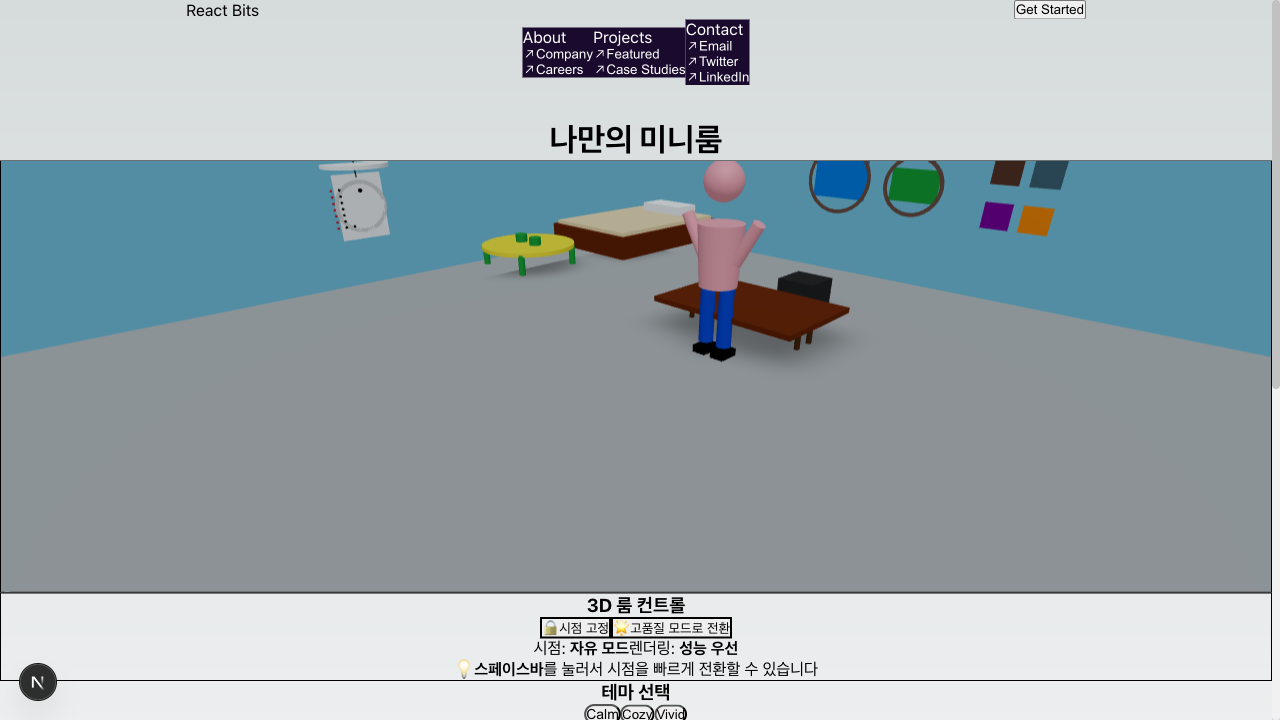 React Bits
Get Started
About
↗ Company
↗ Careers
Projects
↗ Featured
↗ Case Studies
Contact
↗ Email
↗ Twitter
↗ LinkedIn
나만의 미니룸
3D 룸 컨트롤
🔒 시점 고정
🌟 고품질 모드로 전환
시점: 자유 모드렌더링: 성능 우선
💡 스페이스바를 눌러서 시점을 빠르게 전환할 수 있습니다
테마 선택
Calm
Cozy
Vivid
N